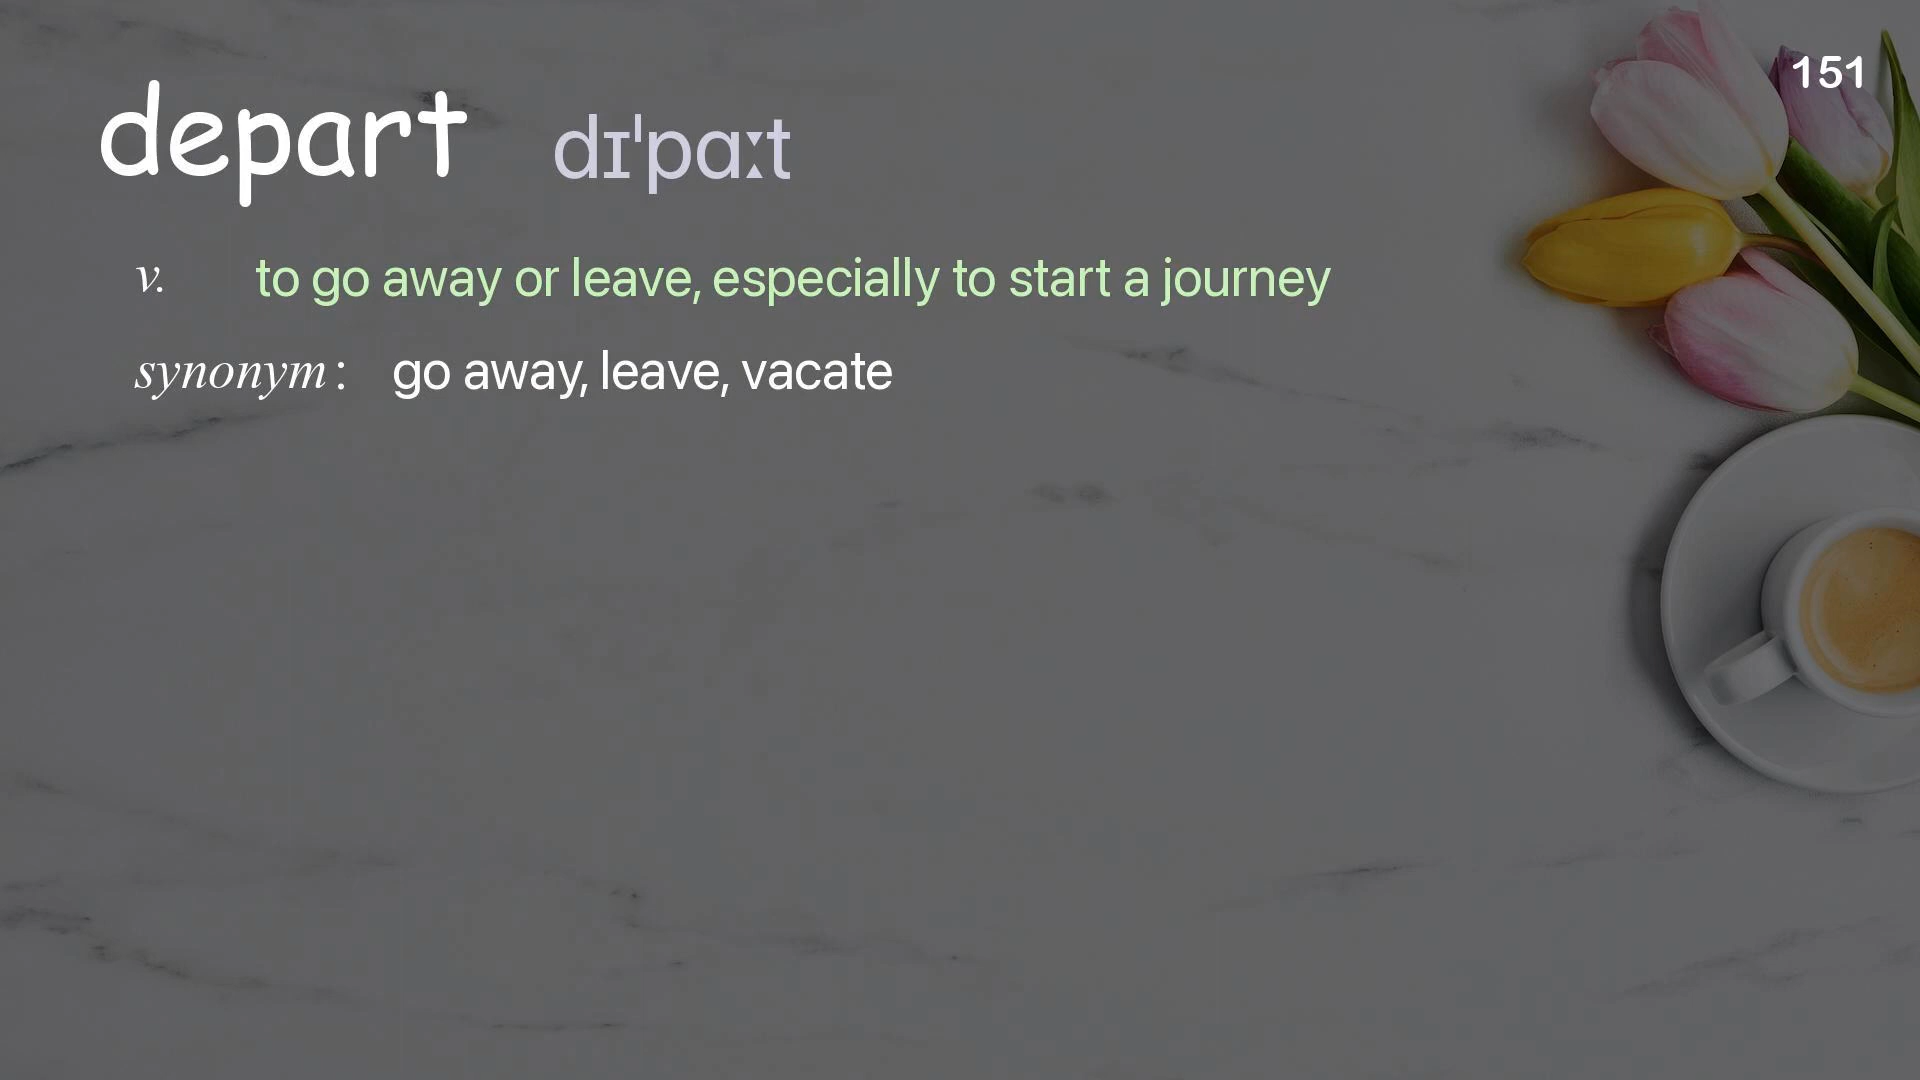 151
depart dɪˈpɑːt
v. to go away or leave, especially to start a journey
synonym : go away, leave, vacate